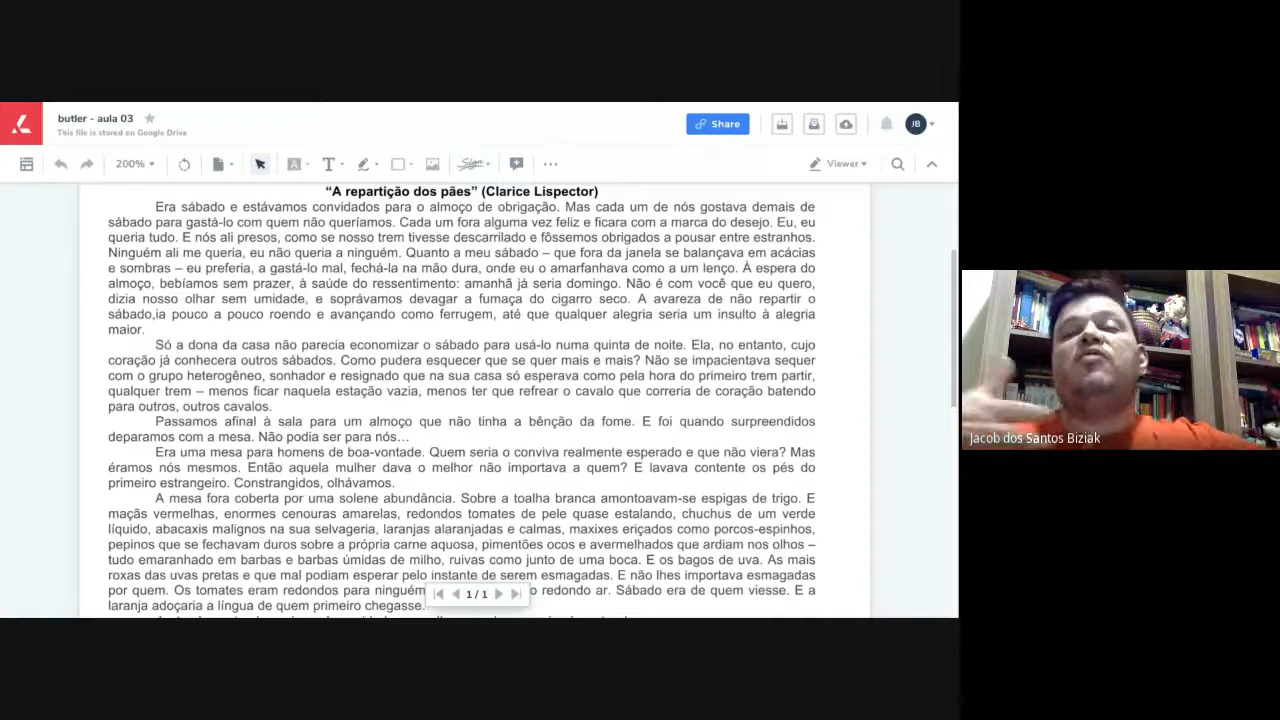 butler - aula 03
This file is stored on Google Drive
Share
JB
200%
T
Sign
Viewer
“A repartição dos pães” (Clarice Lispector)
Era sábado e estávamos convidados para o almoço de obrigação. Mas cada um de nós gostava demais de
sábado para gastá-lo com quem não queríamos. Cada um fora alguma vez feliz e ficara com a marca do desejo. Eu, eu
queria tudo. E nós ali presos, como se nosso trem tivesse descarrilado e fôssemos obrigados a pousar entre estranhos.
Ninguém ali me queria, eu não queria a ninguém. Quanto a meu sábado – que fora da janela se balançava em acácias
e sombras – eu preferia, a gastá-lo mal, fechá-la na mão dura, onde eu o amarfanhava como a um lenço. À espera do
almoço, bebíamos sem prazer, à saúde do ressentimento: amanhã já seria domingo. Não é com você que eu quero,
dizia nosso olhar sem umidade, e soprávamos devagar a fumaça do cigarro seco. A avareza de não repartir o
sábado,ia pouco a pouco roendo e avançando como ferrugem, até que qualquer alegria seria um insulto à alegria
maior.
Só a dona da casa não parecia economizar o sábado para usá-lo numa quinta de noite. Ela, no entanto, cujo
coração já conhecera outros sábados. Como pudera esquecer que se quer mais e mais? Não se impacientava sequer
com o grupo heterogêneo, sonhador e resignado que na sua casa só esperava como pela hora do primeiro trem partir,
qualquer trem – menos ficar naquela estação vazia, menos ter que refrear o cavalo que correria de coração batendo
para outros, outros cavalos.
Passamos afinal à sala para um almoço que não tinha a bênção da fome. E foi quando surpreendidos
deparamos com a mesa. Não podia ser para nós...
Era uma mesa para homens de boa-vontade. Quem seria o conviva realmente esperado e que não viera? Mas
éramos nós mesmos. Então aquela mulher dava o melhor não importava a quem? E lavava contente os pés do
primeiro estrangeiro. Constrangidos, olhávamos.
A mesa fora coberta por uma solene abundância. Sobre a toalha branca amontoavam-se espigas de trigo. E
maçãs vermelhas, enormes cenouras amarelas, redondos tomates de pele quase estalando, chuchus de um verde
líquido, abacaxis malignos na sua selvageria, laranjas alaranjadas e calmas, maxixes eriçados como porcos-espinhos,
pepinos que se fechavam duros sobre a própria carne aquosa, pimentões ocos e avermelhados que ardiam nos olhos –
tudo emaranhado em barbas e barbas úmidas de milho, ruivas como junto de uma boca. E os bagos de uva. As mais
roxas das uvas pretas e que mal podiam esperar pelo instante de serem esmagadas. E não lhes importava esmagadas
por quem. Os tomates eram redondos para ninguém o redondo ar. Sábado era de quem viesse. E a
laranja adoçaria a língua de quem primeiro chegasse.
1 / 1
Jacob dos Santos Biziak